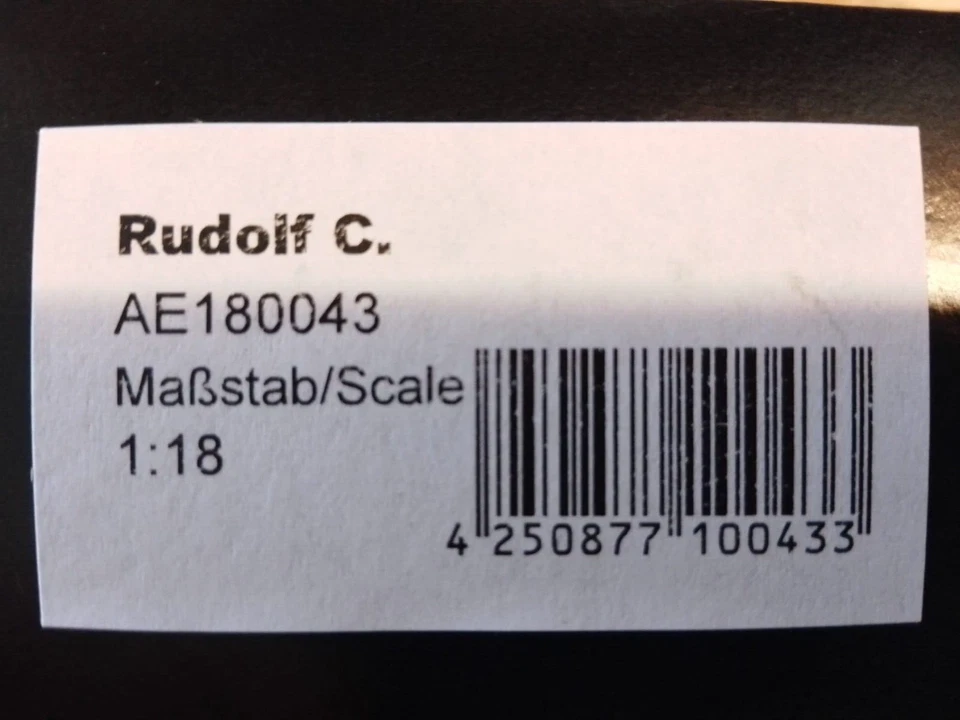 Rudolf C.
AE180043
Maßstab/Scale
1:18
4 250877 100433